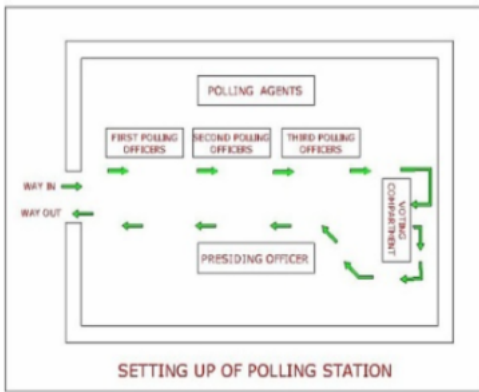 POLLING AGENTS
FIRST POLLING
OFFICERS
SECOND POLLING
OFFICERS
THIRD POLLING
OFFICERS
WAY IN
WAY OUT
VOTING
COMPARTMENT
PRESIDING OFFICER
SETTING UP OF POLLING STATION